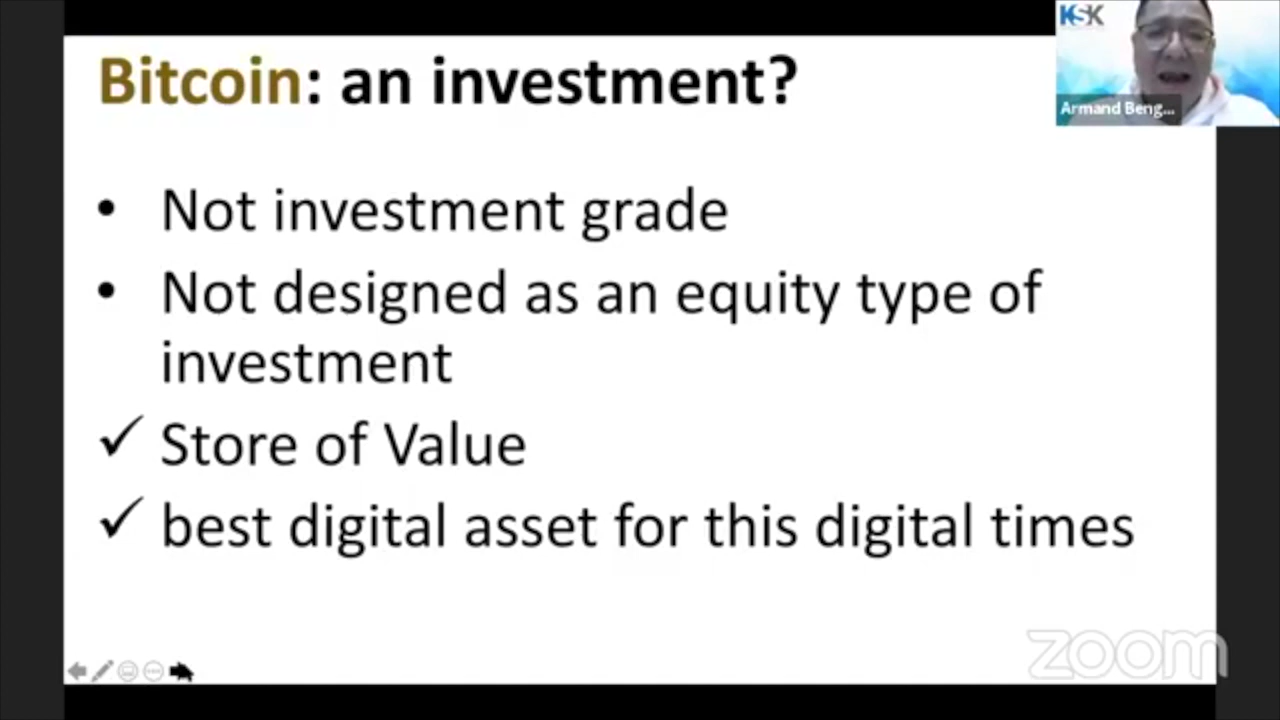 Bitcoin: an investment?
KSK
Armand Beng...
• Not investment grade
• Not designed as an equity type of
investment
✓ Store of Value
✓ best digital asset for this digital times
zoom